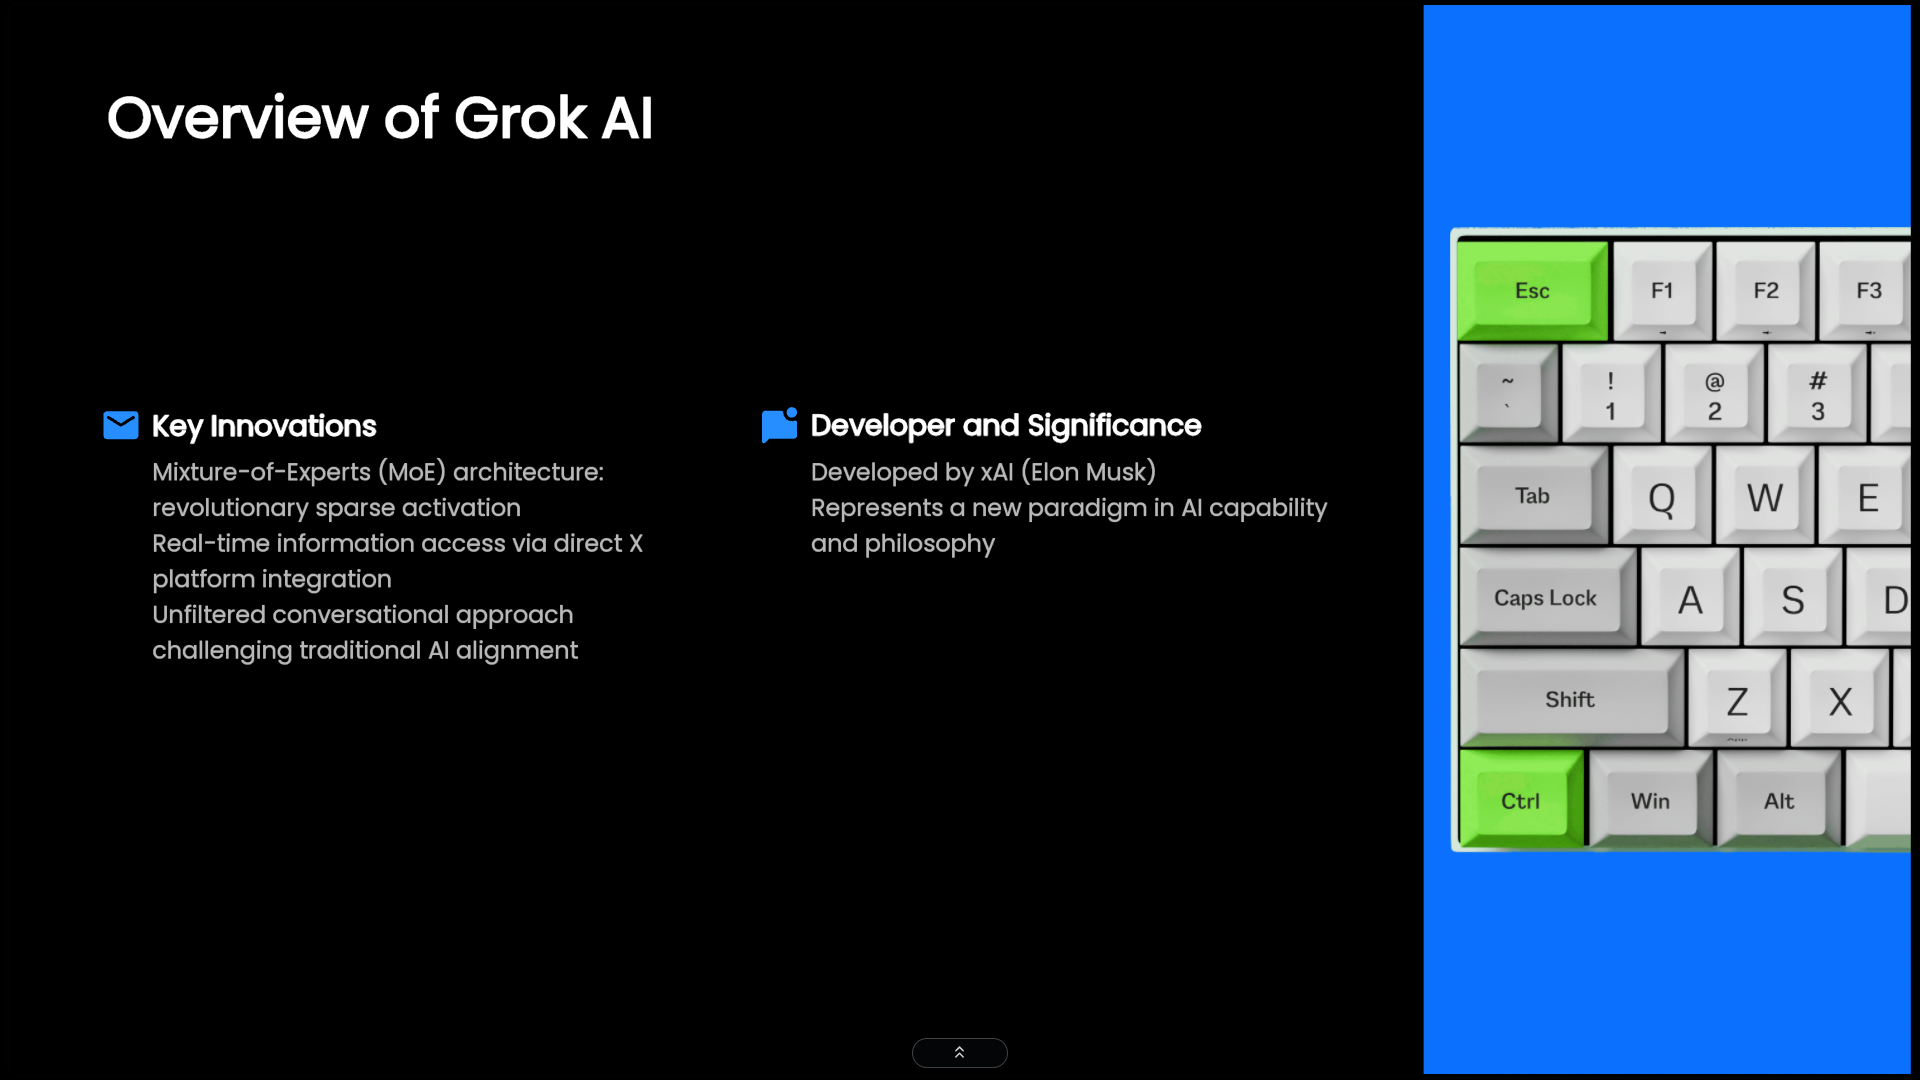 Overview of Grok AI
Key Innovations
Mixture-of-Experts (MoE) architecture:
revolutionary sparse activation
Real-time information access via direct X
platform integration
Unfiltered conversational approach
challenging traditional AI alignment
Developer and Significance
Developed by xAI (Elon Musk)
Represents a new paradigm in AI capability
and philosophy
Esc F1 F2 F3
~ ! @ #
` 1 2 3
Tab Q W E
Caps Lock A S D
Shift Z X
Ctrl Win Alt